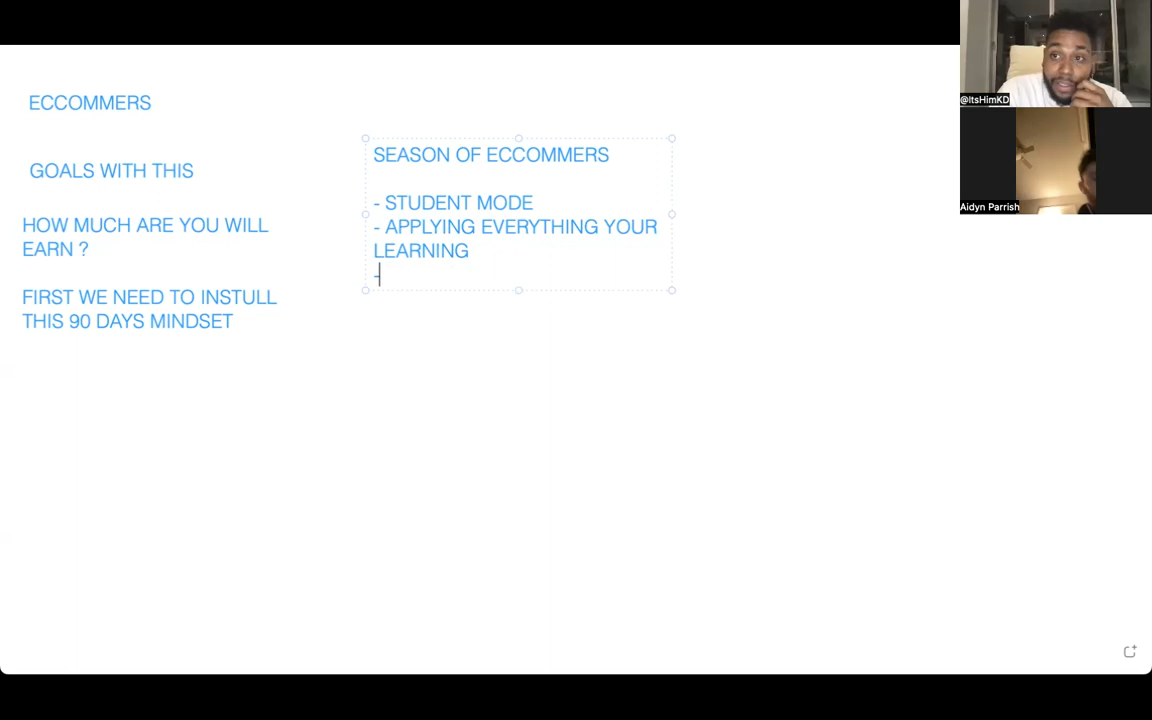 ECCOMMERS
GOALS WITH THIS
HOW MUCH ARE YOU WILL
EARN ?
FIRST WE NEED TO INSTULL
THIS 90 DAYS MINDSET
SEASON OF ECCOMMERS
- STUDENT MODE
- APPLYING EVERYTHING YOUR
LEARNING
-
@ItsHimKD
Aidyn Parrish